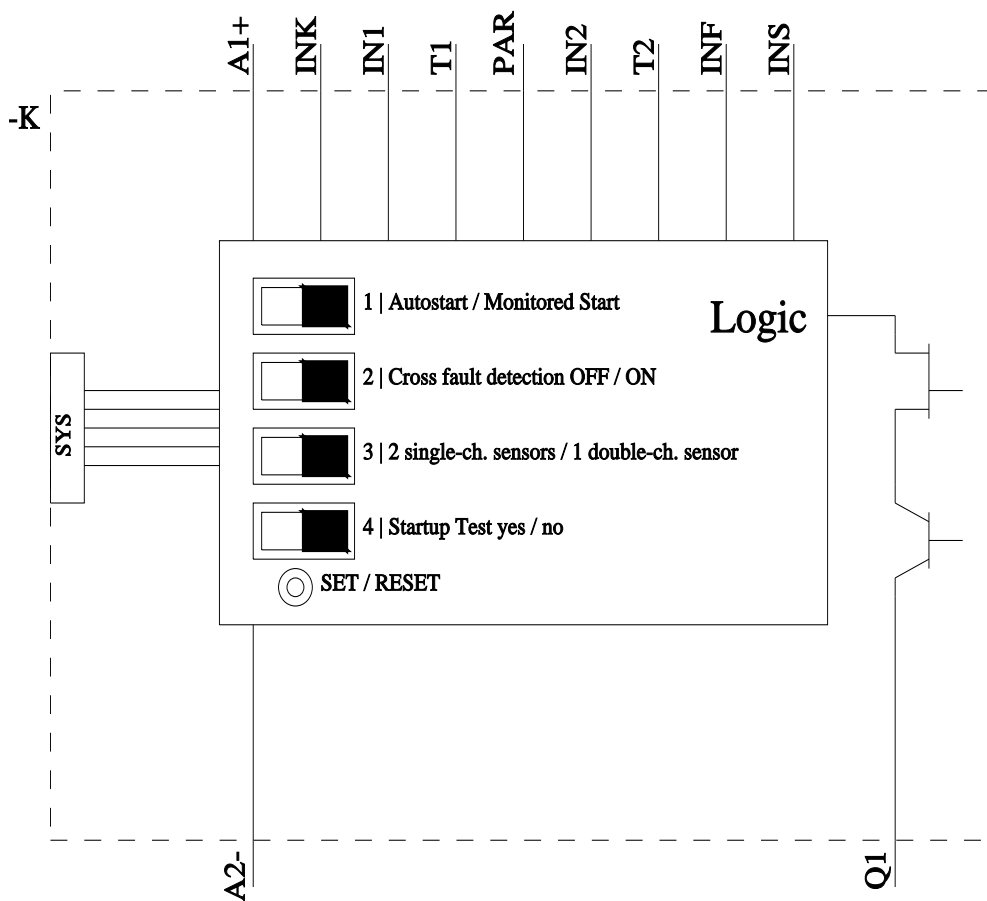 A1+
INK
IN1
T1
PAR
IN2
T2
INF
INS
-K
1 | Autostart / Monitored Start
Logic
2 | Cross fault detection OFF / ON
SYS
3 | 2 single-ch. sensors / 1 double-ch. sensor
4 | Startup Test yes / no
SET / RESET
A2-
Q1